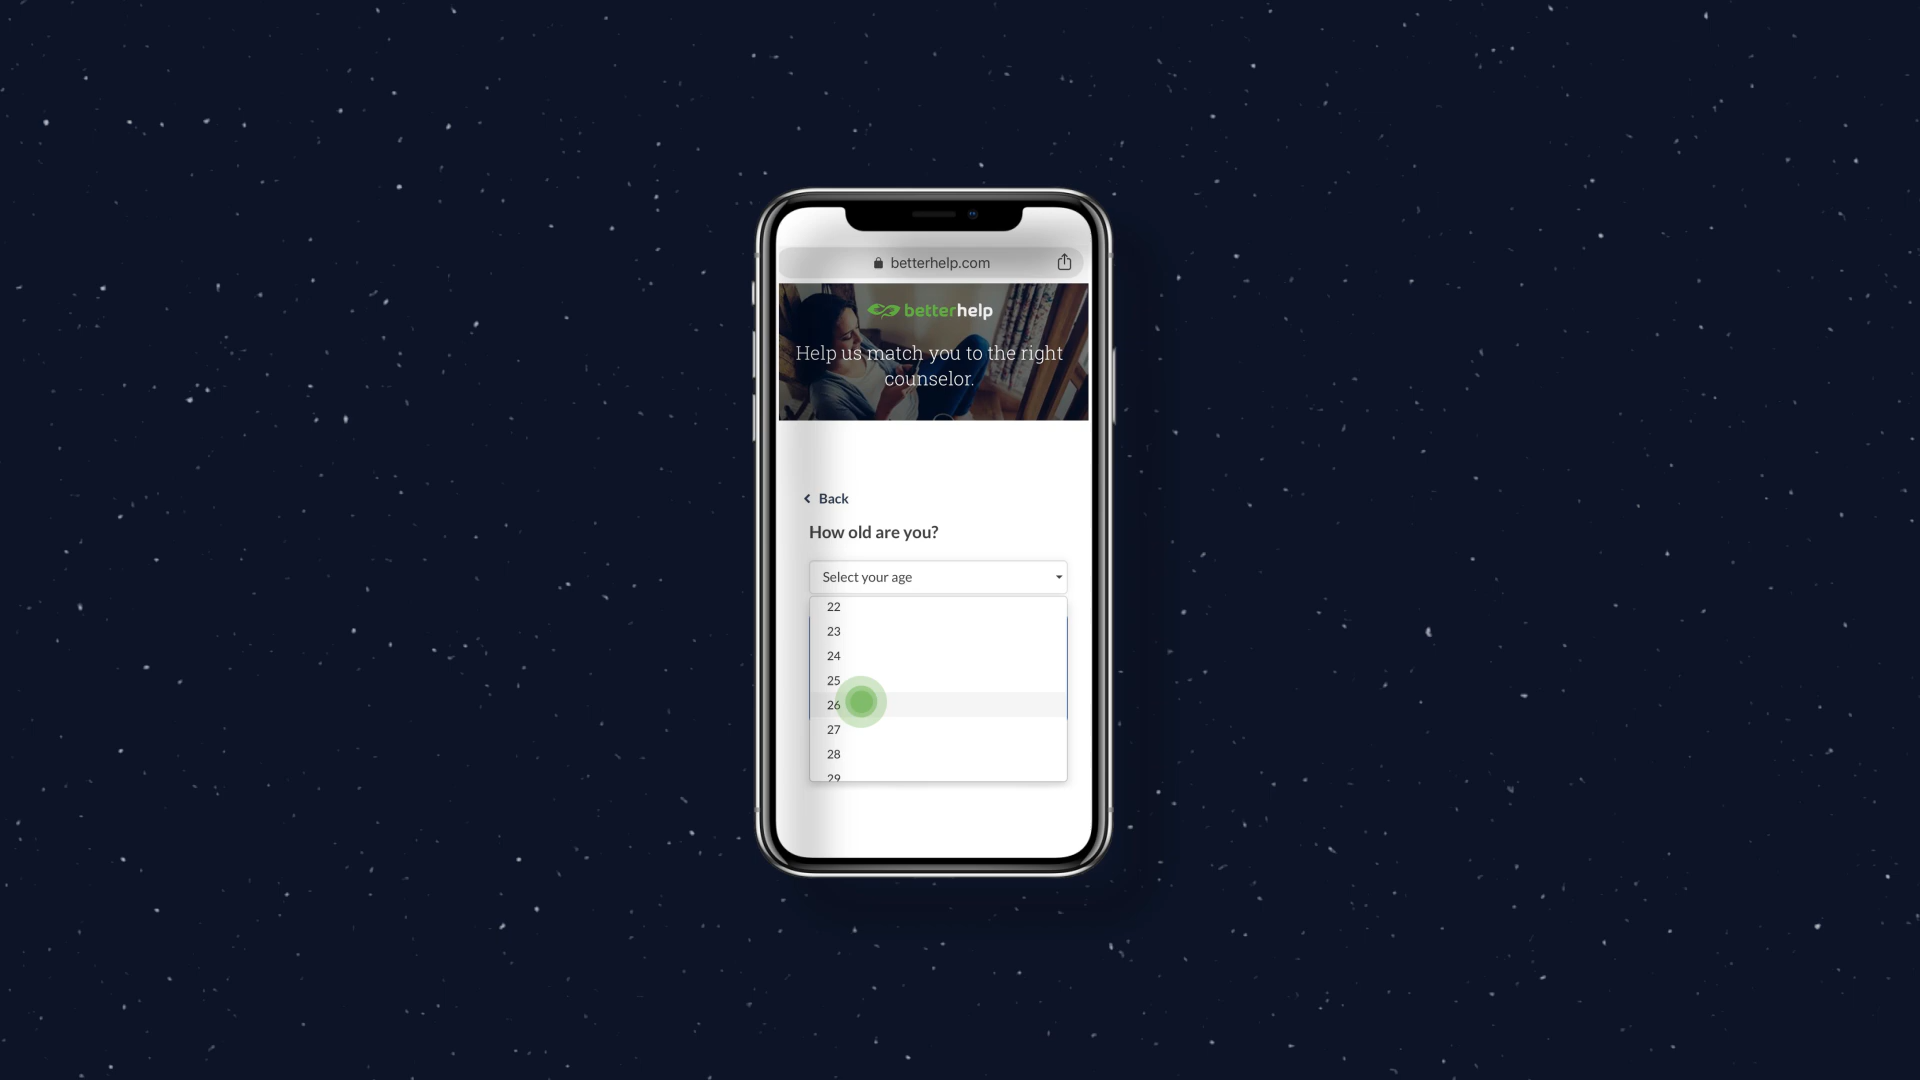 betterhelp.com
betterhelp
Help us match you to the right
counselor.
Back
How old are you?
Select your age
22
23
24
25
26
27
28
29